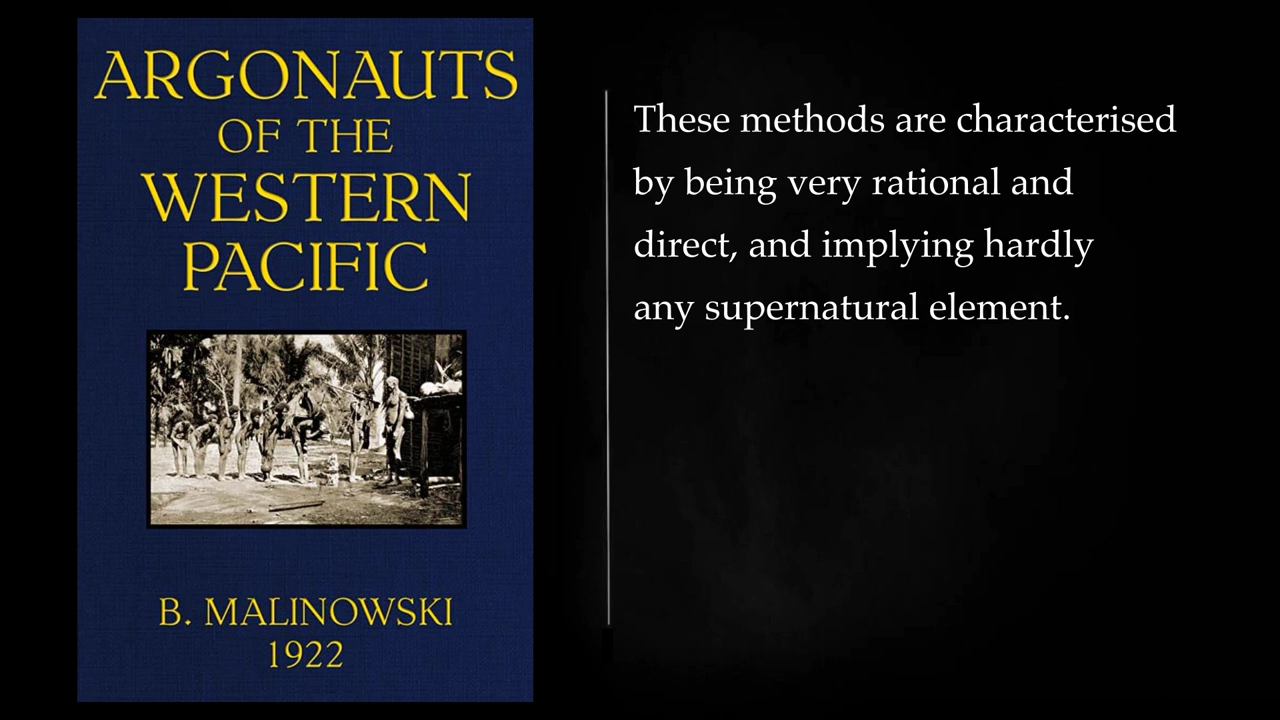 ARGONAUTS
OF THE
WESTERN
PACIFIC
B. MALINOWSKI
1922
These methods are characterised
by being very rational and
direct, and implying hardly
any supernatural element.